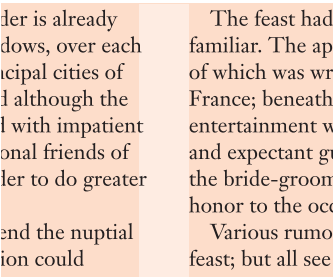 der is already
dows, over each
ncipal cities of
d although the
d with impatient
onal friends of
der to do greater
end the nuptial
ion could
The feast had
familiar. The ap
of which was wr
France; beneath
entertainment w
and expectant gu
the bride-groom
honor to the occ
Various rumo
feast; but all see